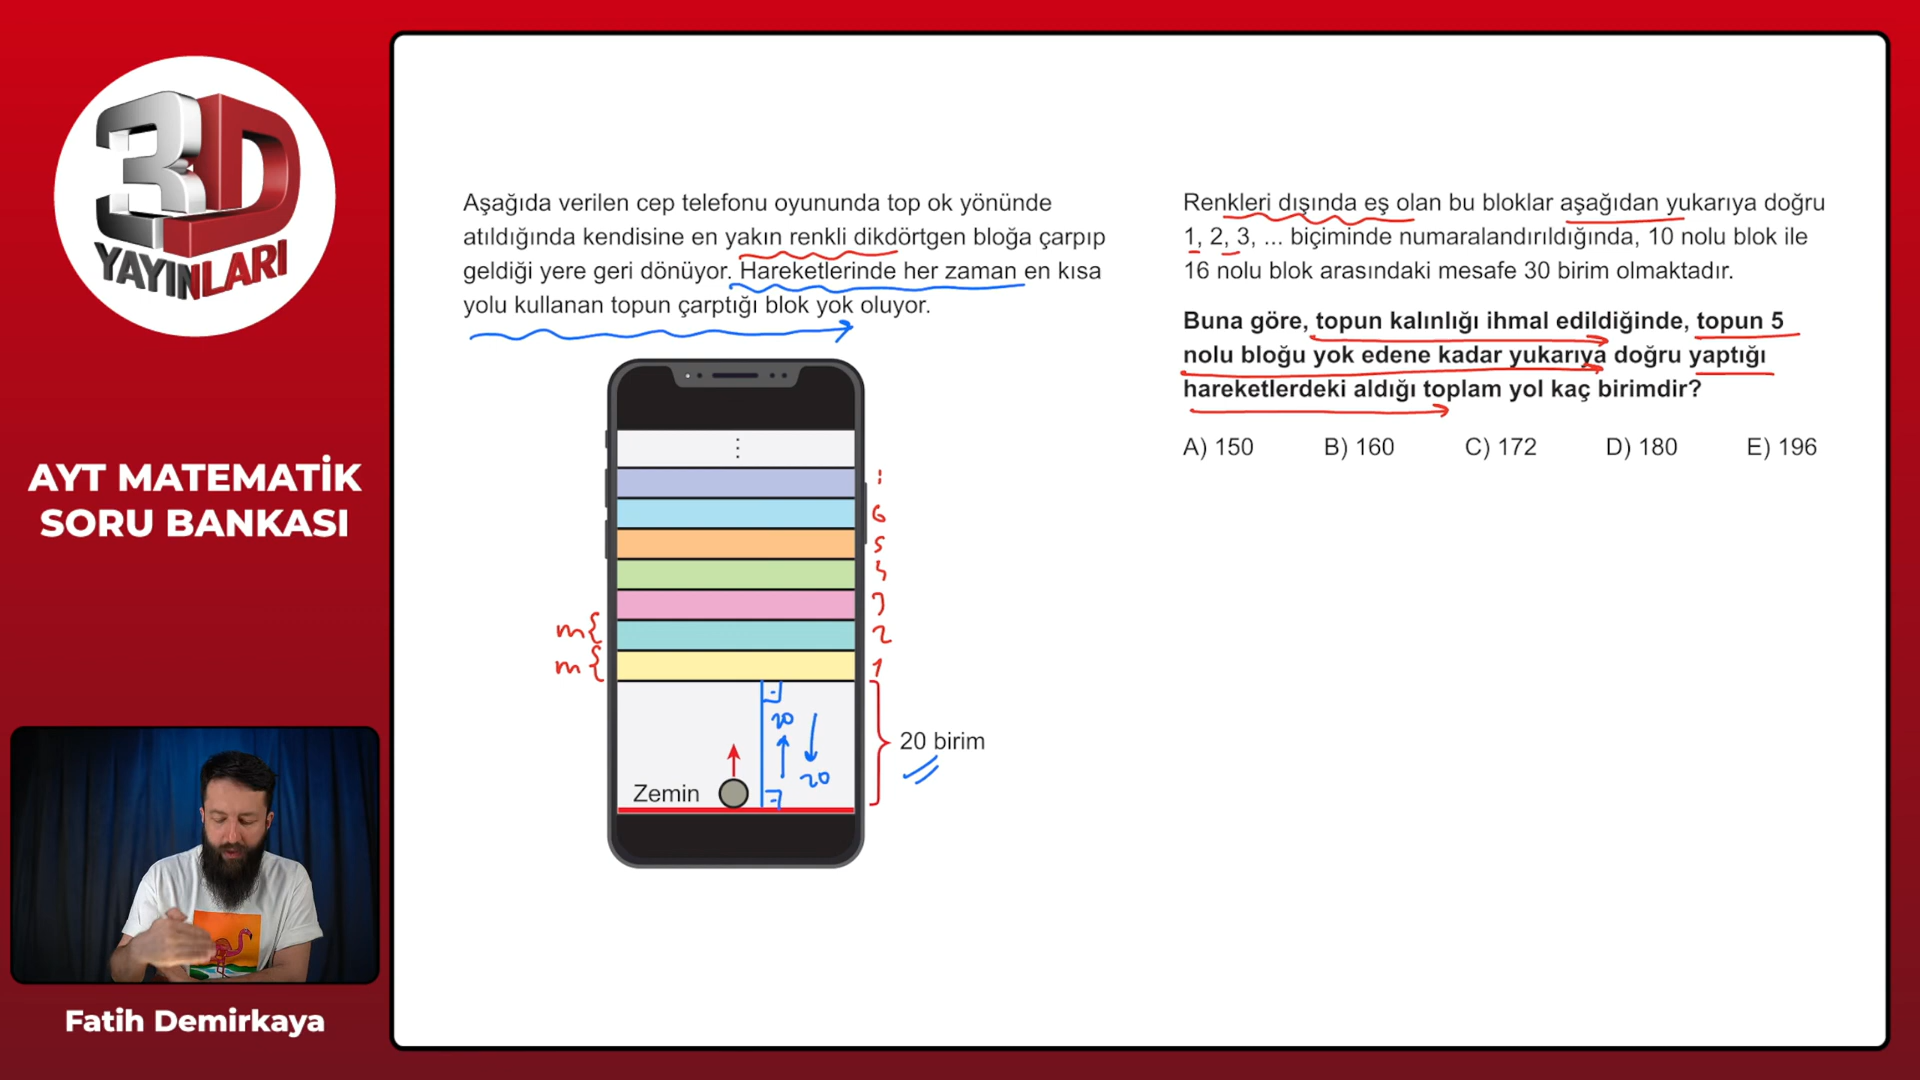 3D
YAYINLARI
AYT MATEMATİK
SORU BANKASI
Fatih Demirkaya
Aşağıda verilen cep telefonu oyununda top ok yönünde
atıldığında kendisine en yakın renkli dikdörtgen bloğa çarpıp
geldiği yere geri dönüyor. Hareketlerinde her zaman en kısa
yolu kullanan topun çarptığı blok yok oluyor.
6
5
4
3
m 2
m 1
20
20
20 birim
Zemin
Renkleri dışında eş olan bu bloklar aşağıdan yukarıya doğru
1, 2, 3, ... biçiminde numaralandırıldığında, 10 nolu blok ile
16 nolu blok arasındaki mesafe 30 birim olmaktadır.
Buna göre, topun kalınlığı ihmal edildiğinde, topun 5
nolu bloğu yok edene kadar yukarıya doğru yaptığı
hareketlerdeki aldığı toplam yol kaç birimdir?
A) 150 B) 160 C) 172 D) 180 E) 196